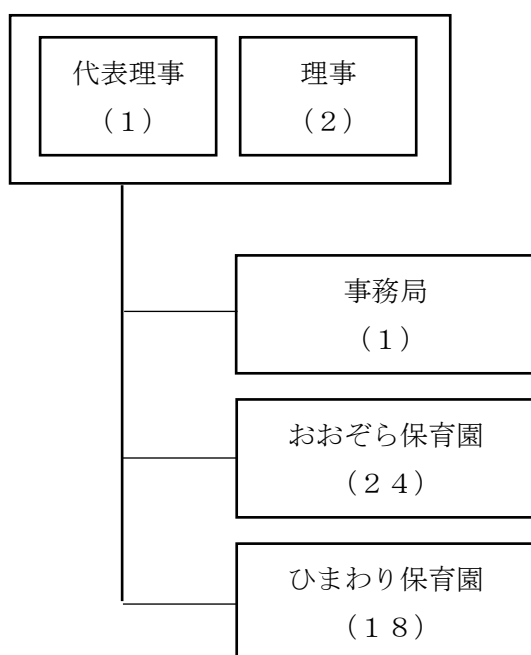 代表理事
（１）
理事
（２）
事務局
（１）
おおぞら保育園
（２４）
ひまわり保育園
（１８）